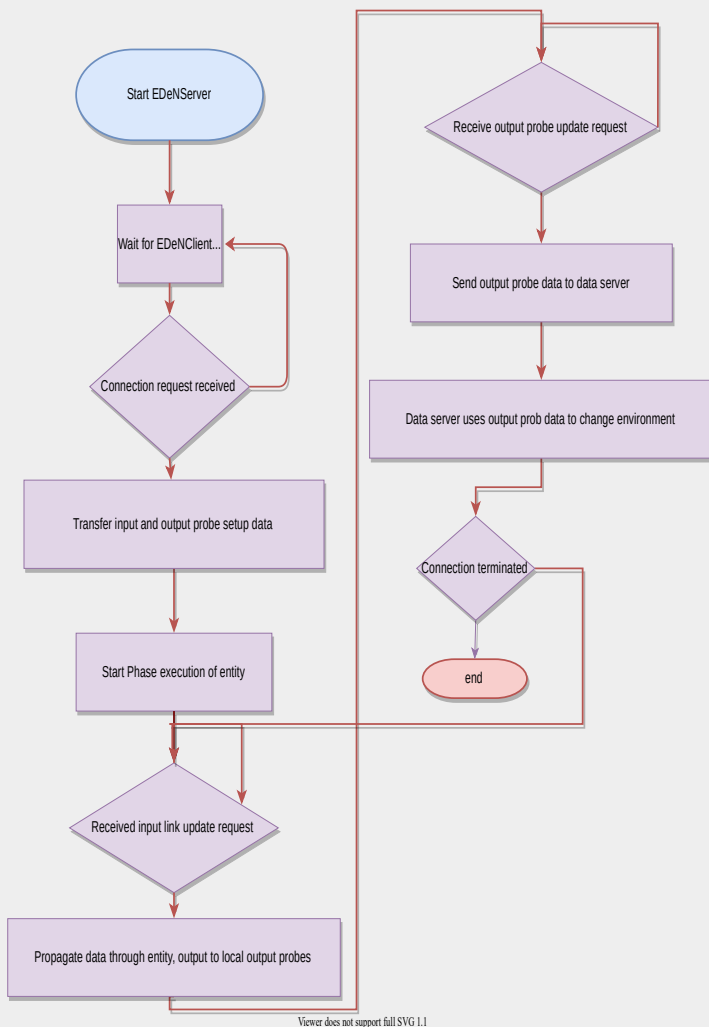 Start EDeNServer
Wait for EDeNClient...
Connection request received
Transfer input and output probe setup data
Start Phase execution of entity
Received input link update request
Propagate data through entity, output to local output probes
Receive output probe update request
Send output probe data to data server
Data server uses output prob data to change environment
Connection terminated
end
Viewer does not support full SVG 1.1